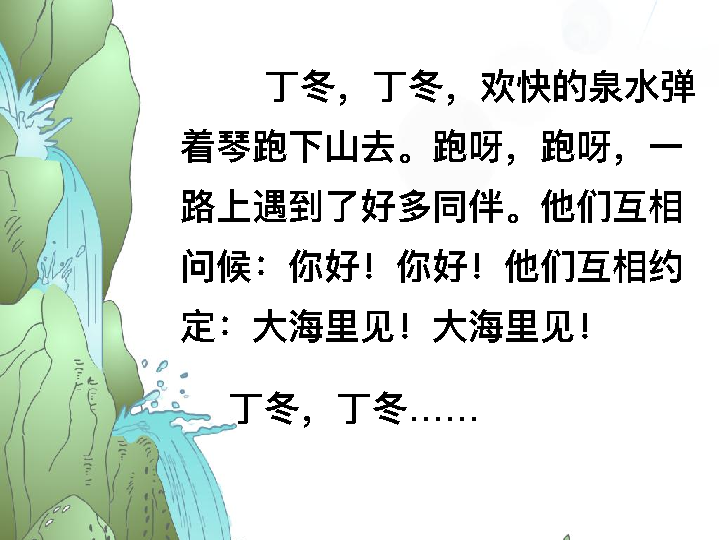 丁冬，丁冬，欢快的泉水弹
着琴跑下山去。跑呀，跑呀，一
路上遇到了好多同伴。他们互相
问候：你好！你好！他们互相约
定：大海里见！大海里见！
丁冬，丁冬……